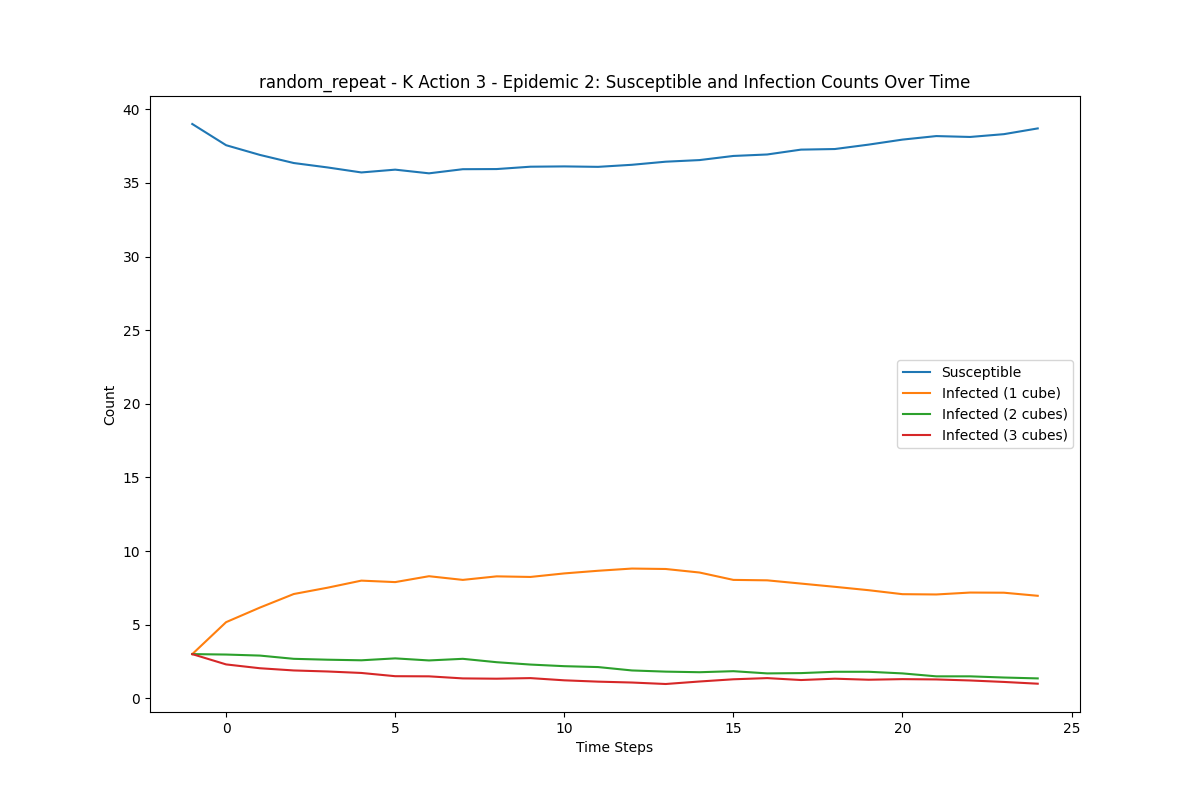 random_repeat - K Action 3 - Epidemic 2: Susceptible and Infection Counts Over Time
40
35
30
25
20
15
10
5
0
Count
Susceptible
Infected (1 cube)
Infected (2 cubes)
Infected (3 cubes)
0 5 10 15 20 25
Time Steps